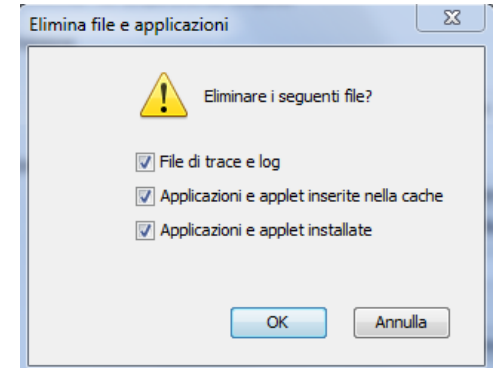 Elimina file e applicazioni
Eliminare i seguenti file?
File di trace e log
Applicazioni e applet inserite nella cache
Applicazioni e applet installate
OK Annulla